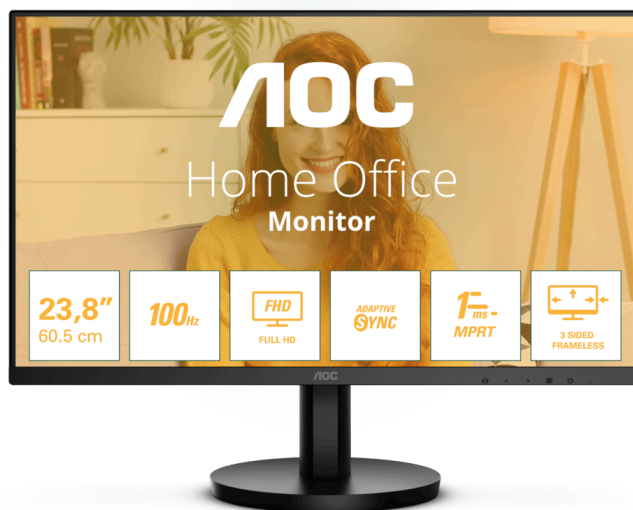 AOC
Home Office
Monitor
23,8"
60.5 cm
100Hz
FHD
FULL HD
ADAPTIVE
SYNC
1ms
MPRT
3 SIDED
FRAMELESS
AOC